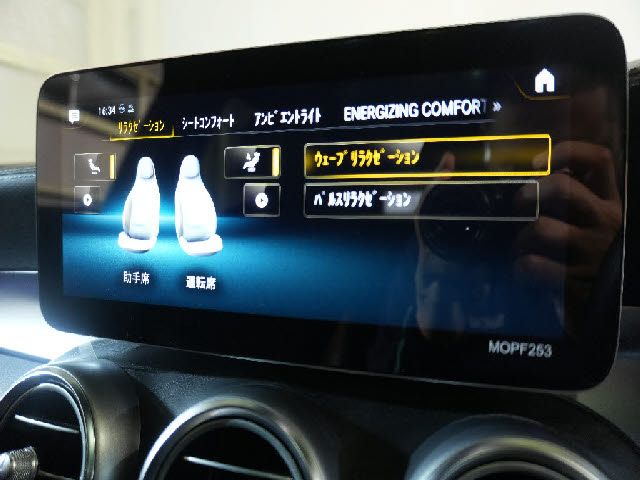 16:34
リラクゼーション シートコンフォート アンビエントライト ENERGIZING COMFORT »
ウェーブ リラクゼーション
パルスリラクゼーション
助手席 運転席
MOPF253